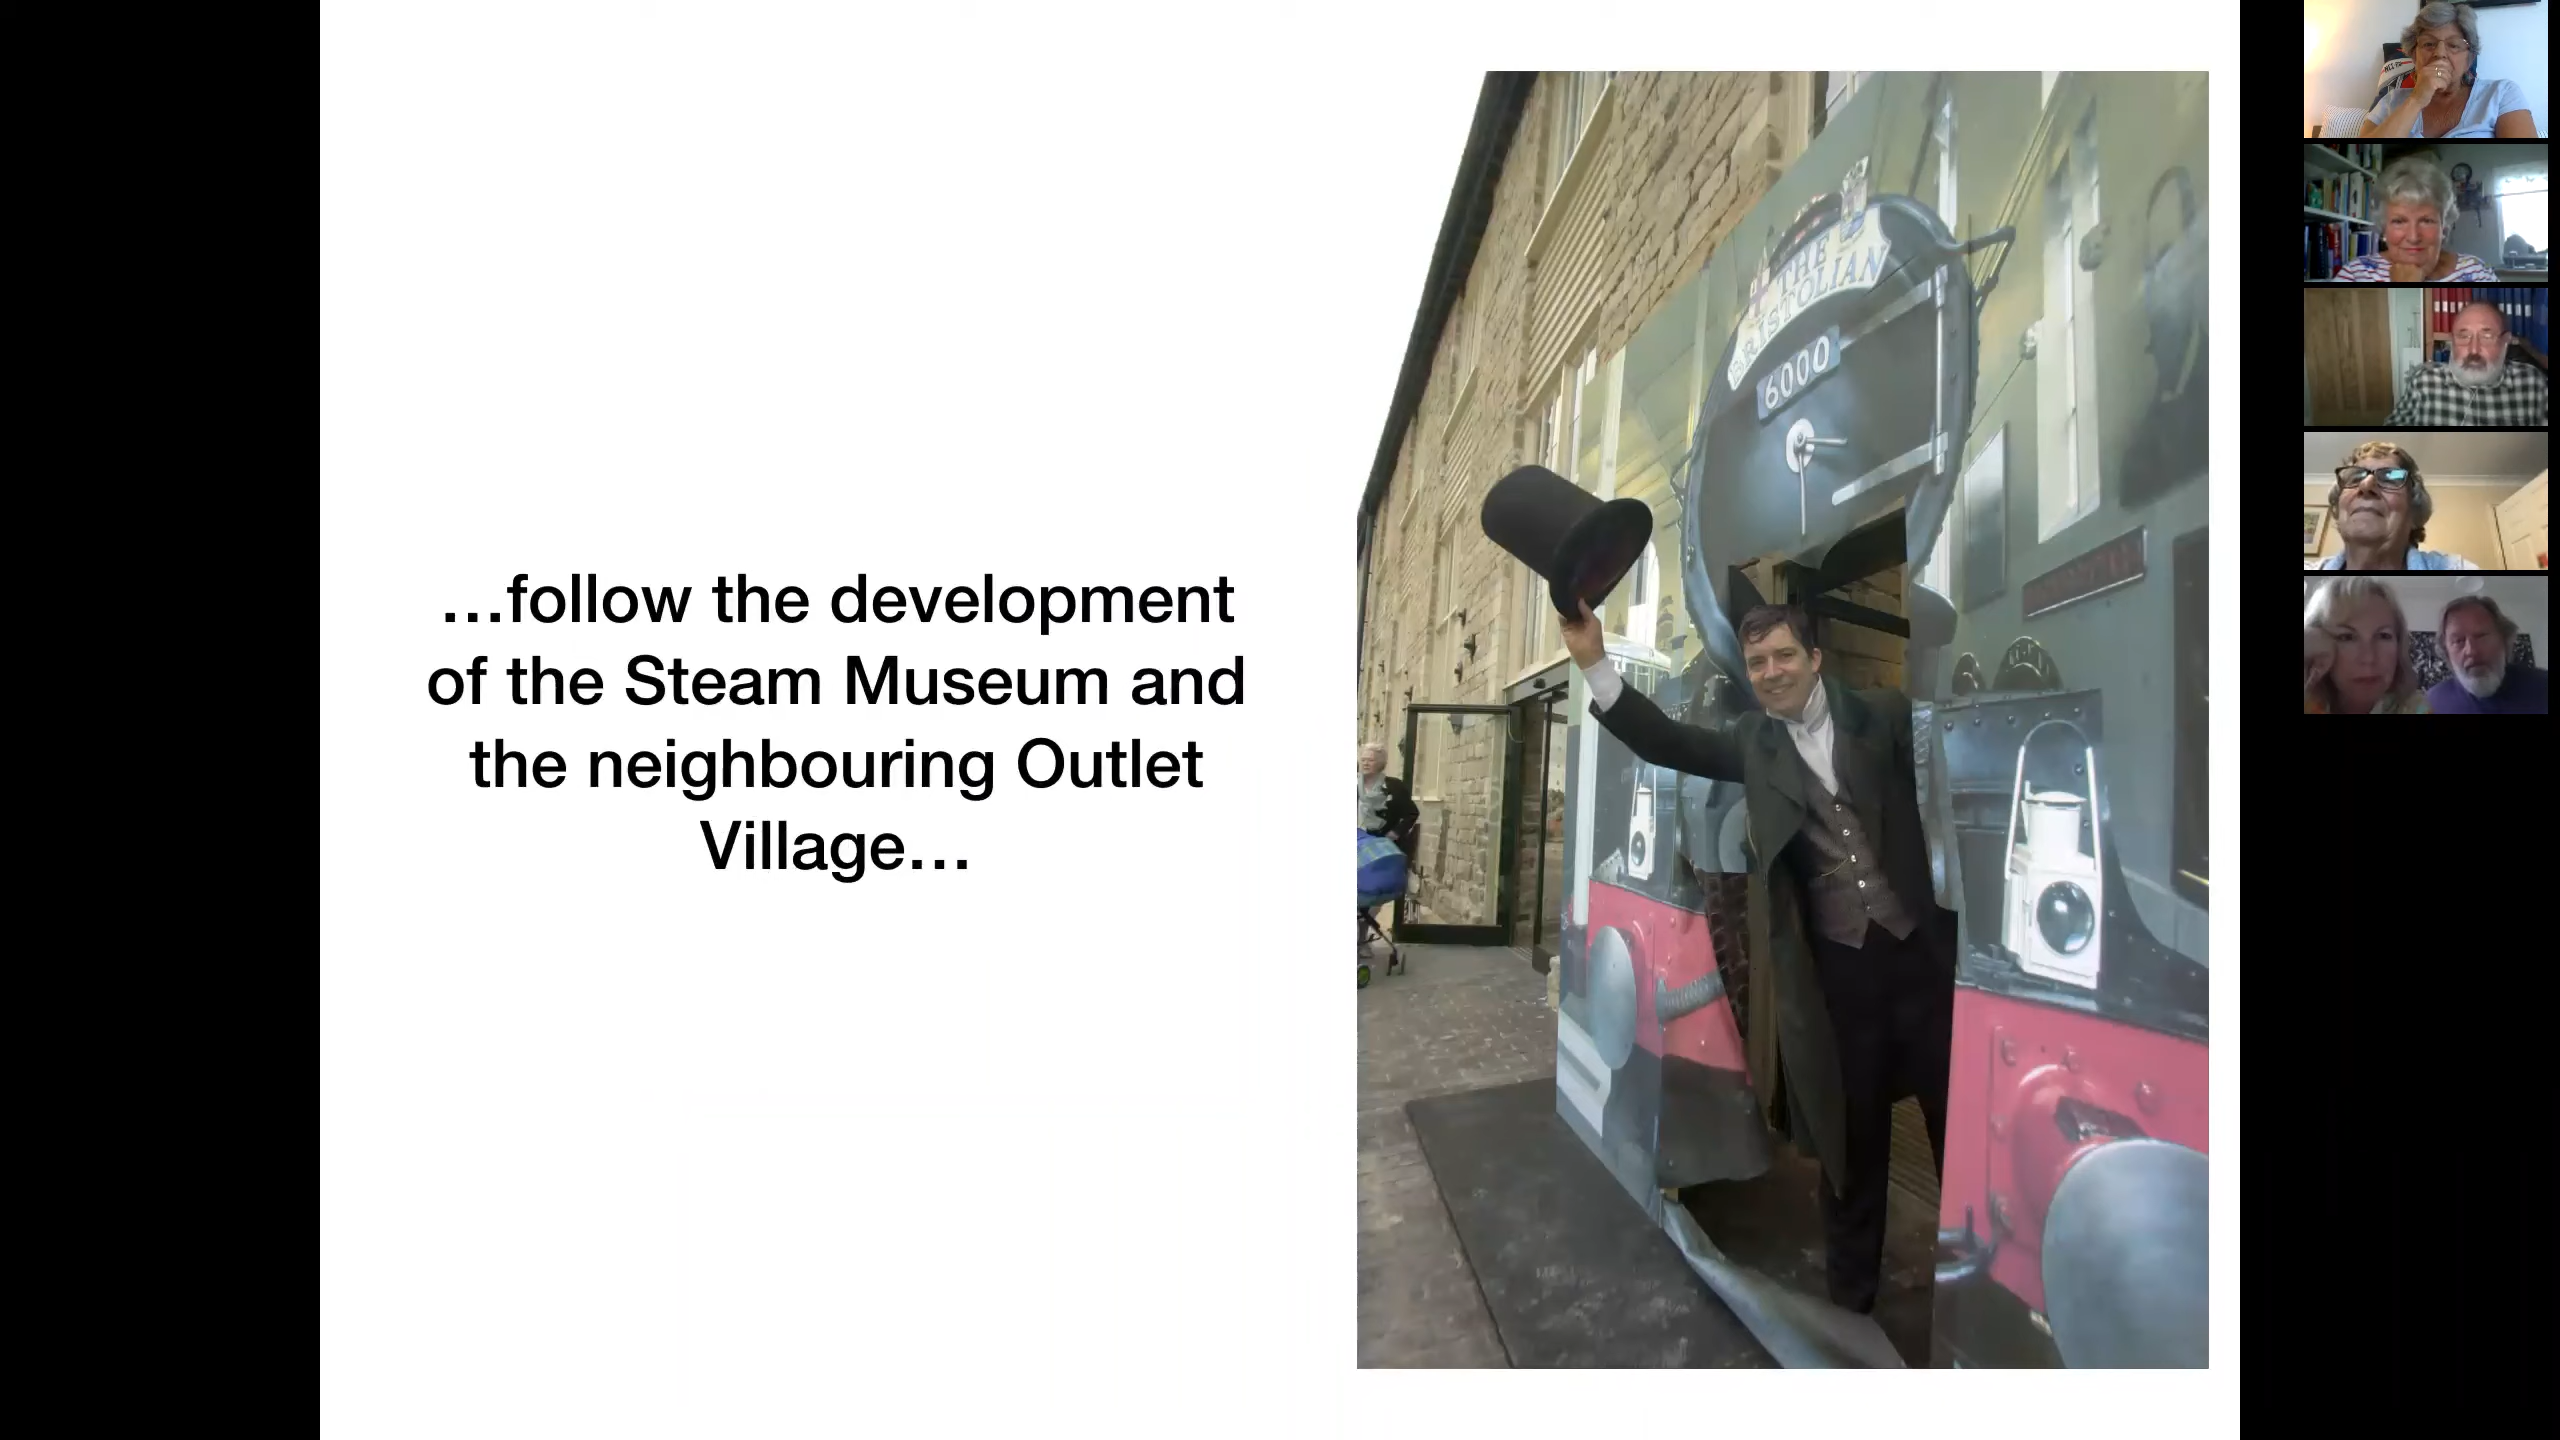 …follow the development
of the Steam Museum and
the neighbouring Outlet
Village…
THE
BRISTOLIAN
6000